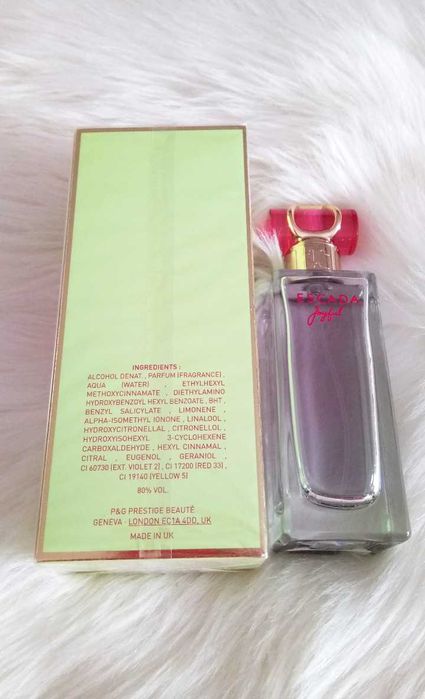 INGREDIENTS :
ALCOHOL DENAT. , PARFUM (FRAGRANCE) ,
AQUA (WATER) , ETHYLHEXYL
METHOXYCINNAMATE , DIETHYLAMINO
HYDROXYBENZOYL HEXYL BENZOATE , BHT ,
BENZYL SALICYLATE , LIMONENE ,
ALPHA-ISOMETHYL IONONE , LINALOOL ,
HYDROXYCITRONELLAL , CITRONELLOL ,
HYDROXYISOHEXYL 3-CYCLOHEXENE
CARBOXALDEHYDE , HEXYL CINNAMAL ,
CITRAL , EUGENOL , GERANIOL ,
CI 60730 (EXT. VIOLET 2) , CI 17200 (RED 33) ,
CI 19140 (YELLOW 5)
80% VOL.
P&G PRESTIGE BEAUTÉ
GENEVA - LONDON EC1A 4DD, UK
MADE IN UK
ESCADA
Joyful